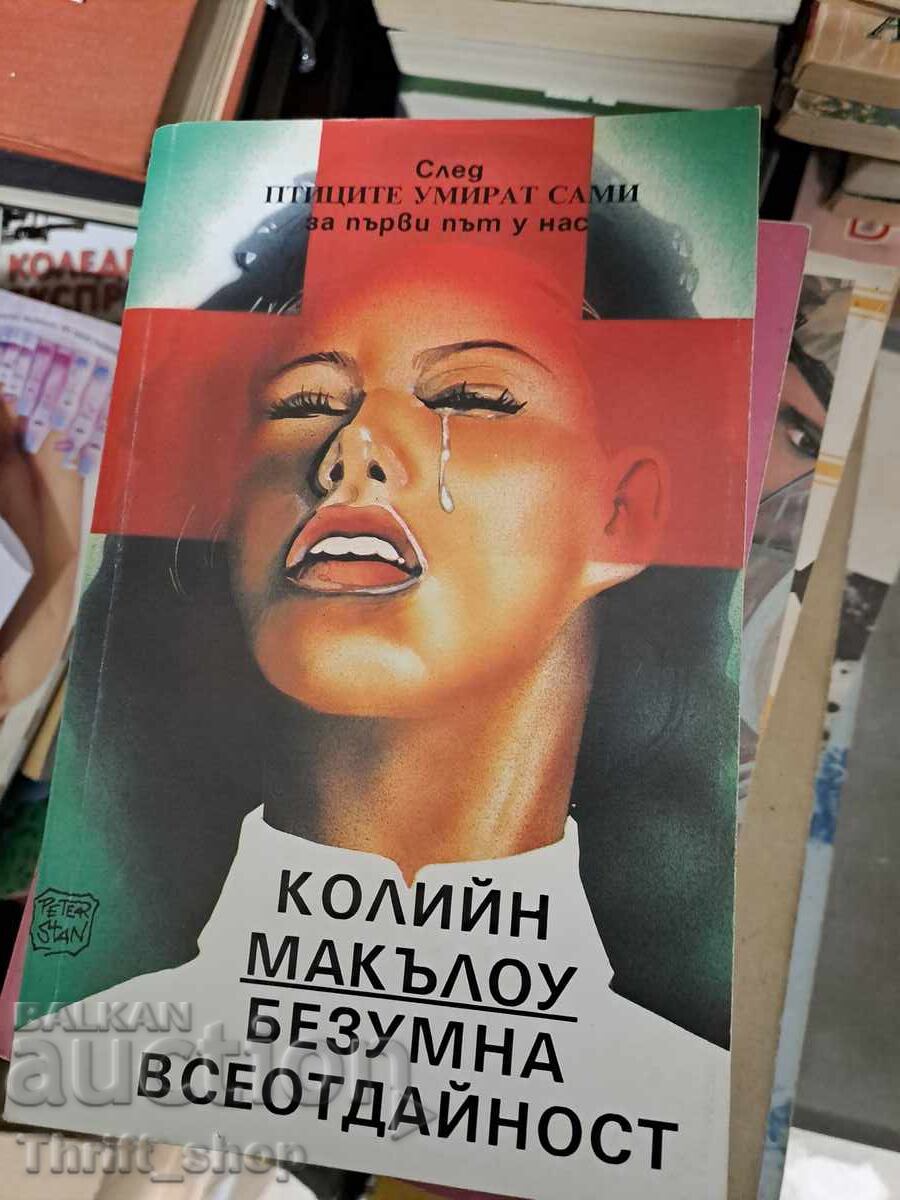 След
ПТИЦИТЕ УМИРАТ САМИ
за първи път у нас
КОЛИЙН
МАКЪЛОУ
БЕЗУМНА
ВСЕОТДАЙНОСТ
PETER
STAN
BALKAN
auction
Thrift_shop